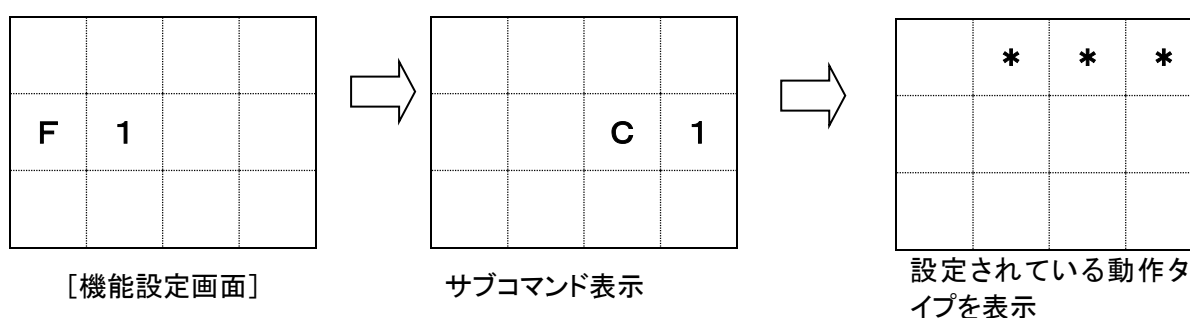 * * *
F 1
C 1
[機能設定画面]
サブコマンド表示
設定されている動作タ
イプを表示